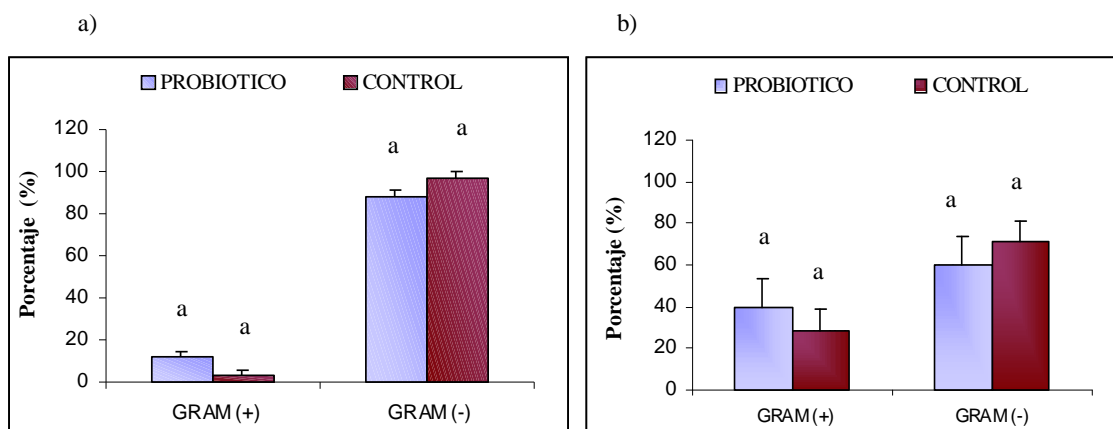 a)
PROBIOTICO CONTROL
Porcentaje (%)
120
100
80
60
40
20
0
a
a
a
a
GRAM (+) GRAM (-)
b)
PROBIOTICO CONTROL
Porcentaje (%)
120
100
80
60
40
20
0
a
a
a
a
GRAM (+) GRAM (-)